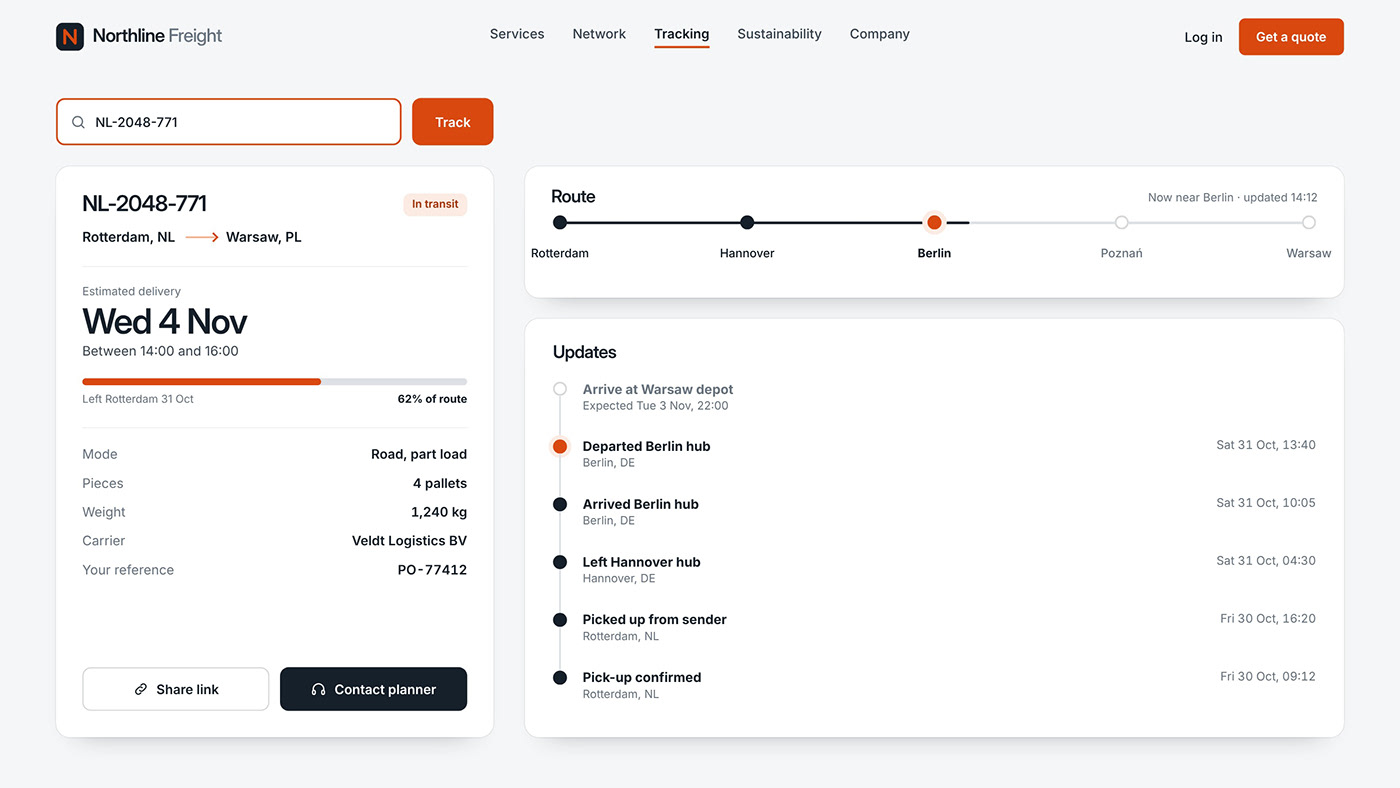 N Northline Freight
Services Network Tracking Sustainability Company
Log in
Get a quote
NL-2048-771
Track
NL-2048-771
In transit
Rotterdam, NL → Warsaw, PL
Estimated delivery
Wed 4 Nov
Between 14:00 and 16:00
Left Rotterdam 31 Oct
62% of route
Mode Road, part load
Pieces 4 pallets
Weight 1,240 kg
Carrier Veldt Logistics BV
Your reference PO-77412
Share link
Contact planner
Route
Now near Berlin · updated 14:12
Rotterdam Hannover Berlin Poznań Warsaw
Updates
Arrive at Warsaw depot
Expected Tue 3 Nov, 22:00
Departed Berlin hub Sat 31 Oct, 13:40
Berlin, DE
Arrived Berlin hub Sat 31 Oct, 10:05
Berlin, DE
Left Hannover hub Sat 31 Oct, 04:30
Hannover, DE
Picked up from sender Fri 30 Oct, 16:20
Rotterdam, NL
Pick-up confirmed Fri 30 Oct, 09:12
Rotterdam, NL